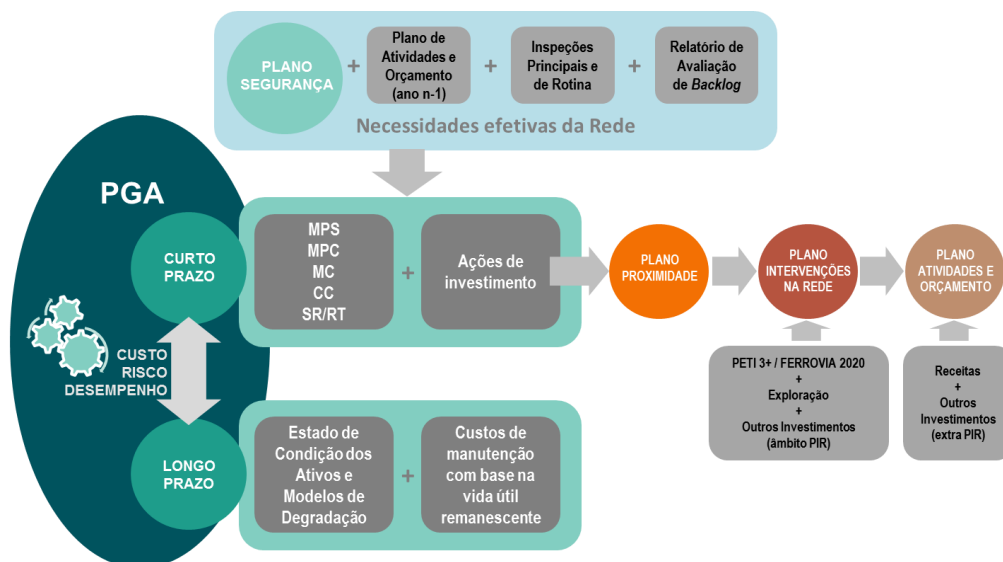 PLANO
SEGURANÇA
+
Plano de
Atividades e
Orçamento
(ano n-1)
+
Inspeções
Principais e
de Rotina
+
Relatório de
Avaliação
de Backlog
Necessidades efetivas da Rede
PGA
CURTO
PRAZO
MPS
MPC
MC
CC
SR/RT
+
Ações de
investimento
PLANO
PROXIMIDADE
PLANO
INTERVENÇÕES
NA REDE
PLANO
ATIVIDADES E
ORÇAMENTO
CUSTO
RISCO
DESEMPENHO
PETI 3+ / FERROVIA 2020
+
Exploração
+
Outros Investimentos
(âmbito PIR)
Receitas
+
Outros
Investimentos
(extra PIR)
LONGO
PRAZO
Estado de
Condição dos
Ativos e
Modelos de
Degradação
+
Custos de
manutenção
com base na
vida útil
remanescente